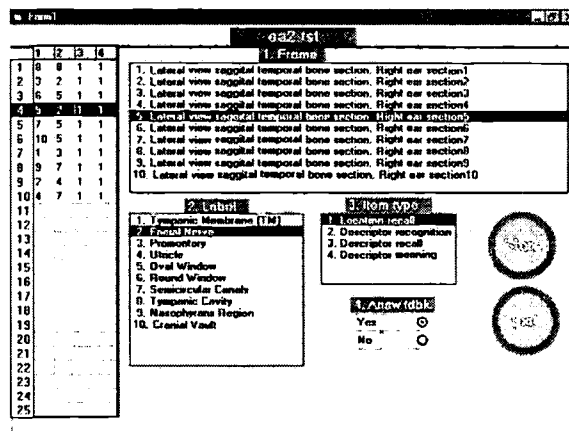 Form1
ea2.tst
1. Frame
1 2 3 4
1 8 8 1 1
2 3 2 1 1
3 6 5 1 1
4 5 2 1 1
5 7 5 1 1
6 10 5 1 1
7 1 3 1 1
8 9 7 1 1
9 2 4 1 1
10 4 7 1 1
11
12
13
14
15
16
17
18
19
20
21
22
23
24
25
1. Lateral view saggital temporal bone section. Right ear section1
2. Lateral view saggital temporal bone section. Right ear section2
3. Lateral view saggital temporal bone section. Right ear section3
4. Lateral view saggital temporal bone section. Right ear section4
5. Lateral view saggital temporal bone section. Right ear section5
6. Lateral view saggital temporal bone section. Right ear section6
7. Lateral view saggital temporal bone section. Right ear section7
8. Lateral view saggital temporal bone section. Right ear section8
9. Lateral view saggital temporal bone section. Right ear section9
10. Lateral view saggital temporal bone section. Right ear section10
2. Label
1. Tympanic Membrane (TM)
2. Facial Nerve
3. Promontory
4. Utricle
5. Oval Window
6. Round Window
7. Semicircular Canals
8. Tympanic Cavity
9. Nasophyranx Region
10. Cranial Vault
3. Item type
1. Location recall
2. Descriptor recognition
3. Descriptor recall
4. Descriptor meaning
4. Answ fdbk
Yes
No